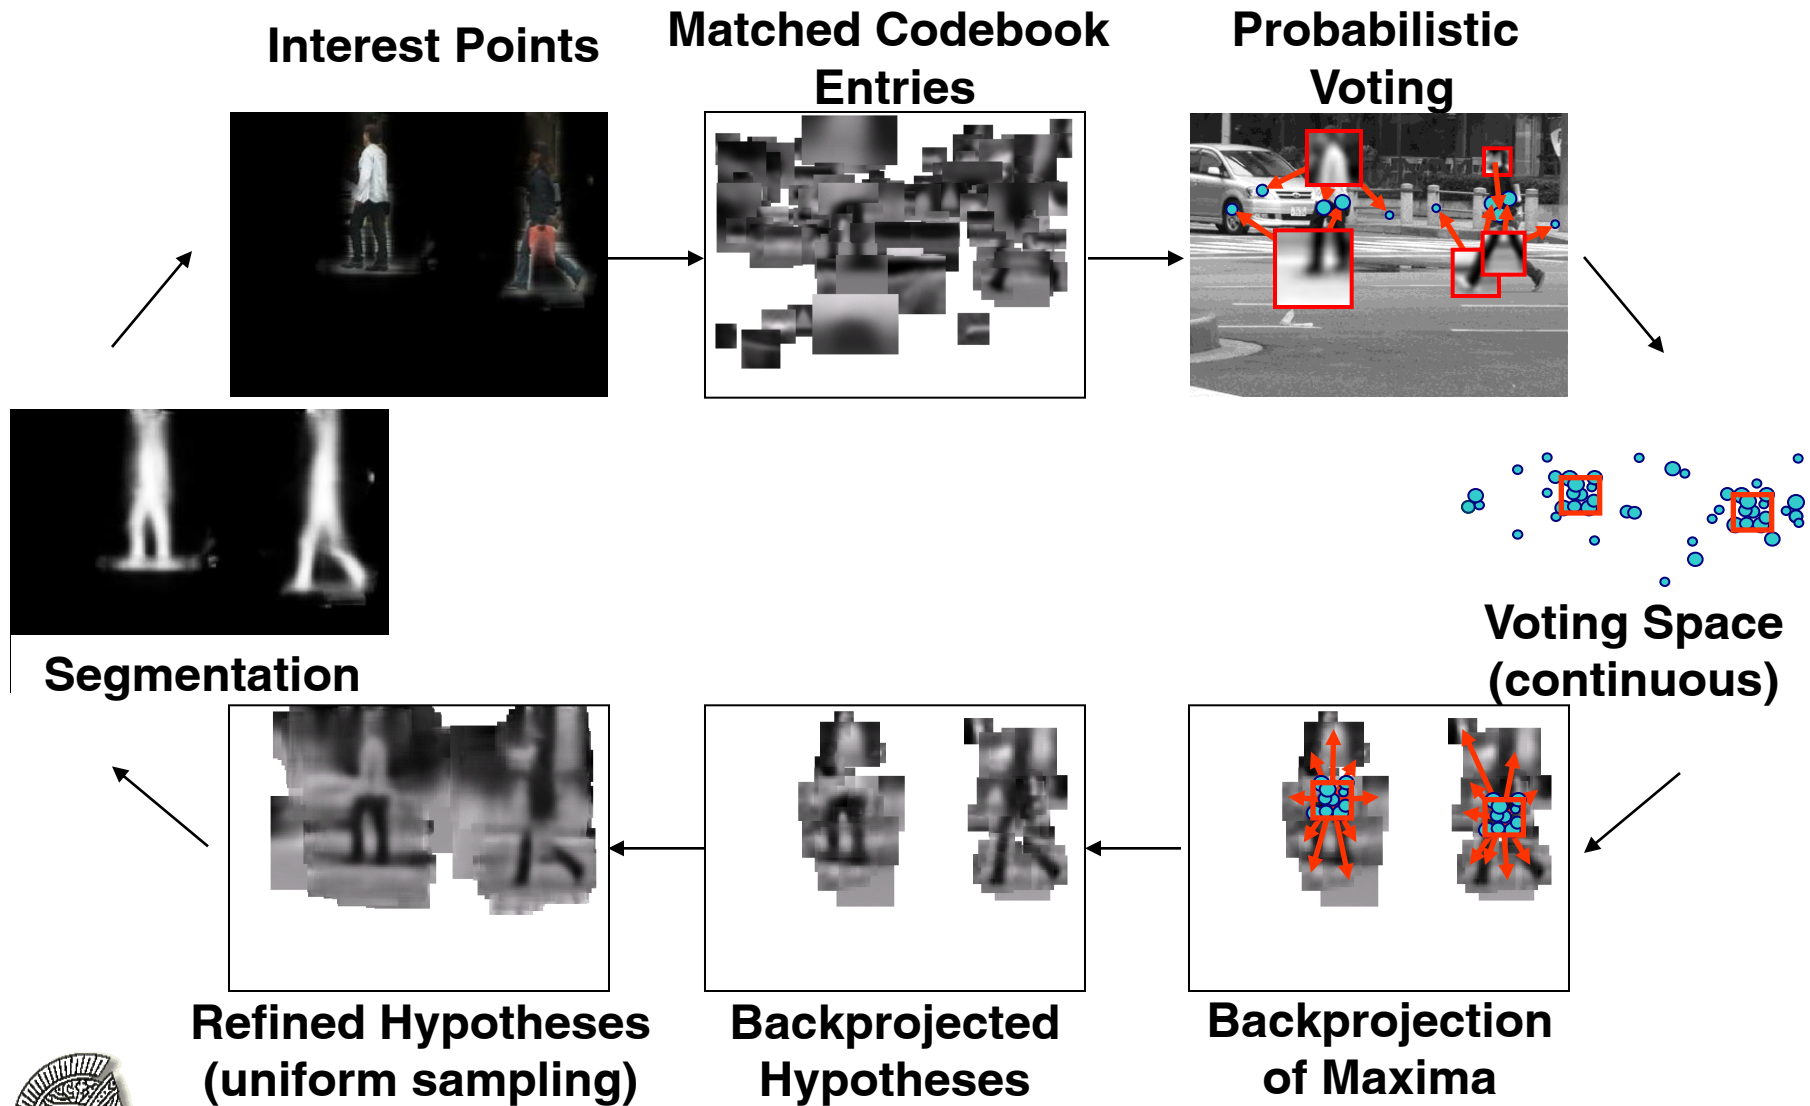 Interest Points
Matched Codebook
Entries
Probabilistic
Voting
Voting Space
(continuous)
Segmentation
Refined Hypotheses
(uniform sampling)
Backprojected
Hypotheses
Backprojection
of Maxima